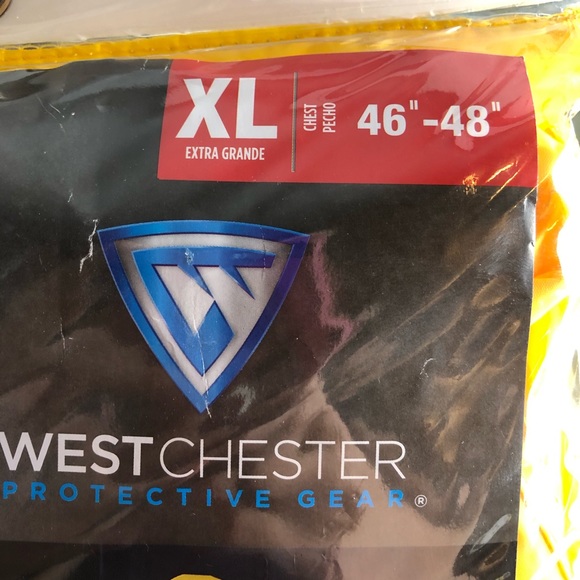 XL
EXTRA GRANDE
CHEST
PECHO
46"-48"
WESTCHESTER
PROTECTIVE GEAR®